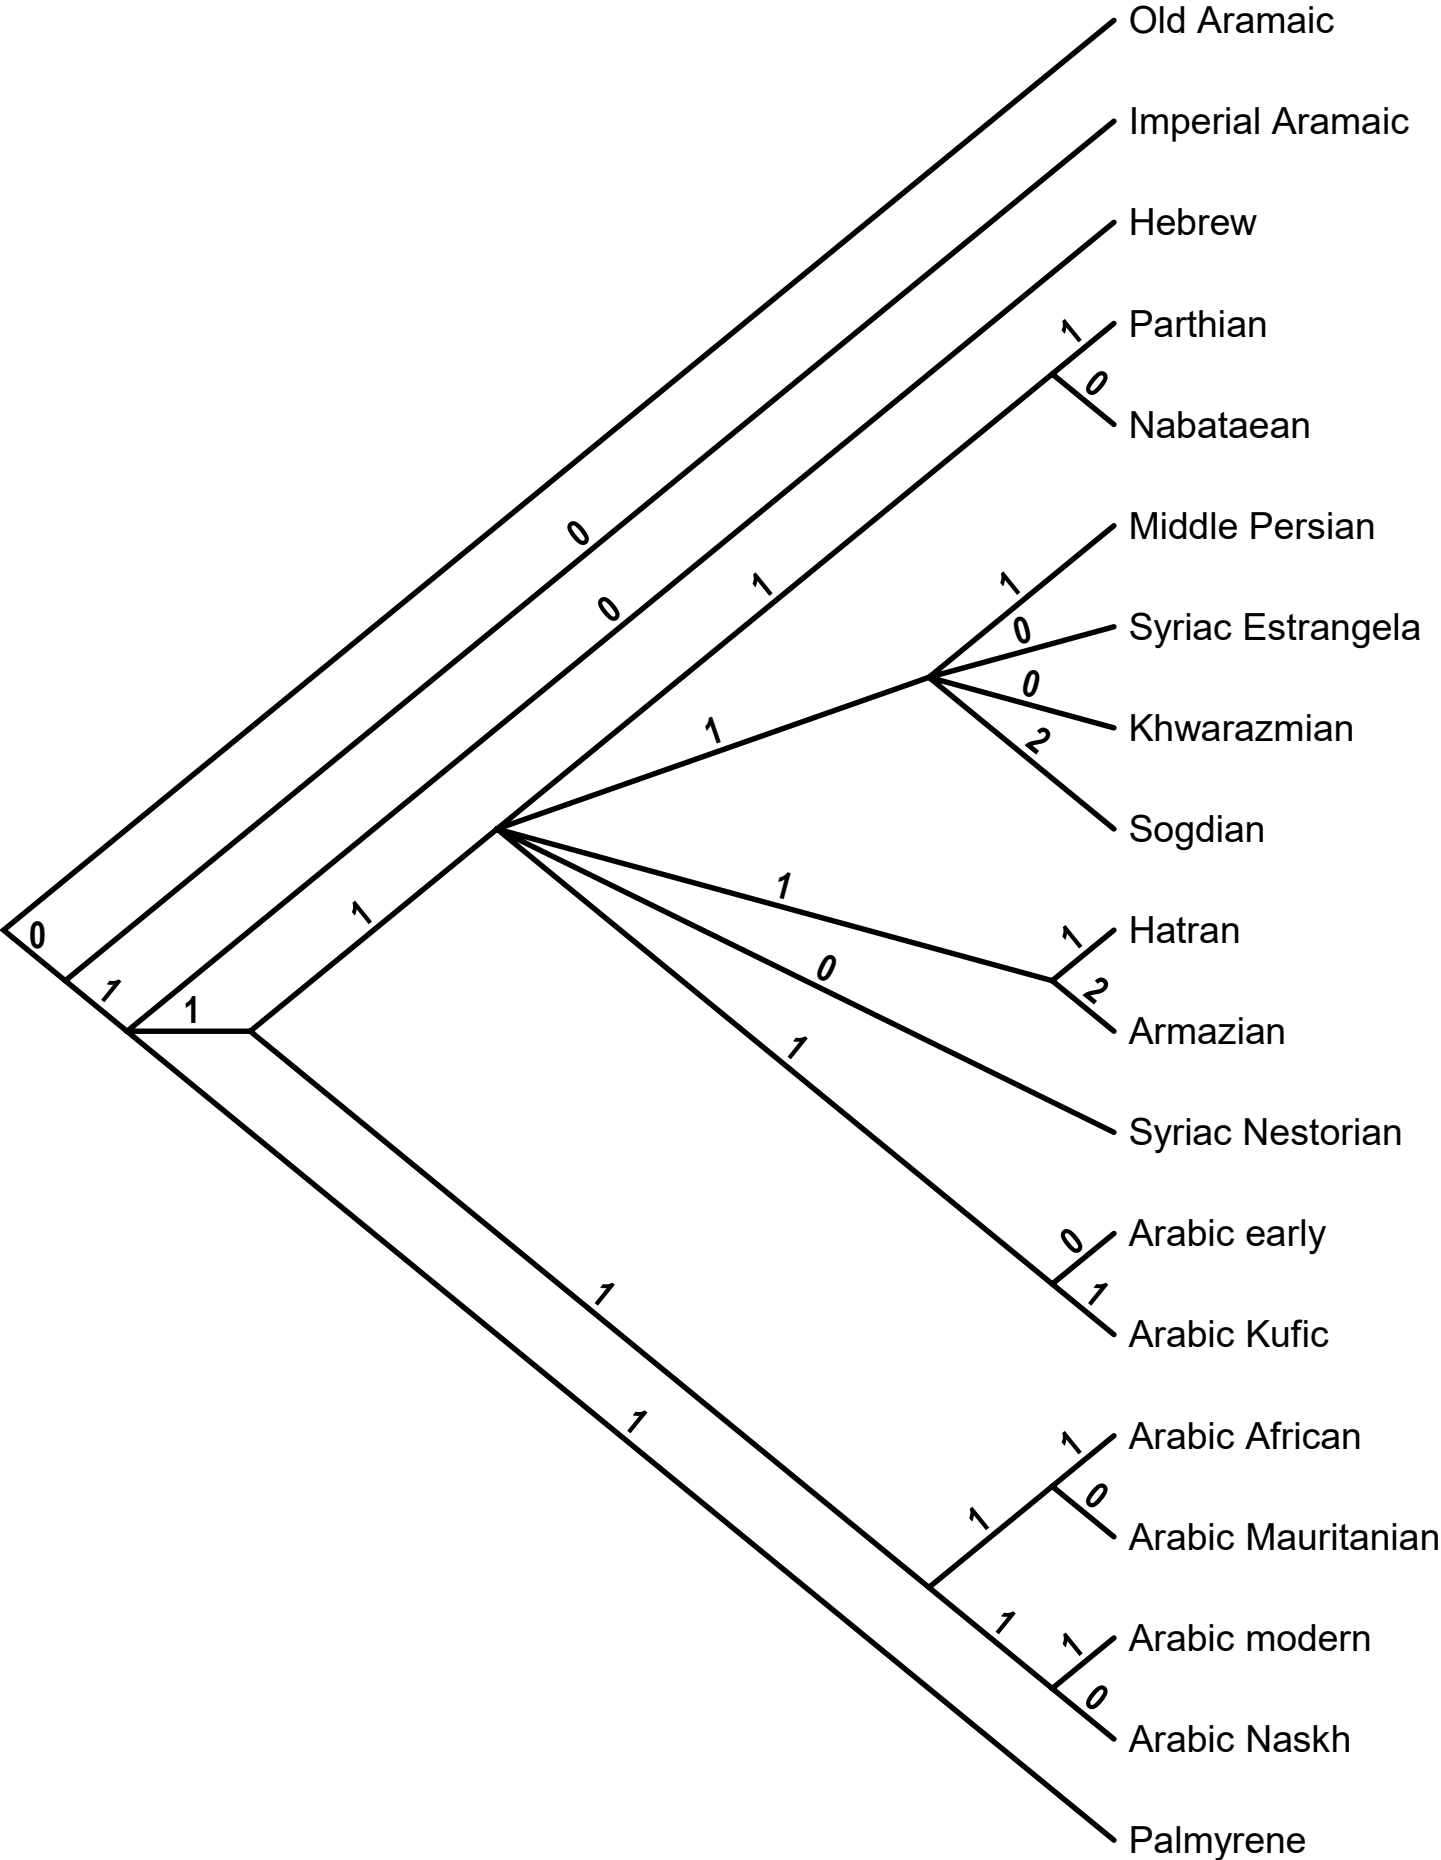 Old Aramaic
Imperial Aramaic
Hebrew
1
Parthian
0
Nabataean
Middle Persian
0
1
1
0
Syriac Estrangela
0
0
Khwarazmian
1
2
Sogdian
1
1
0
1
Hatran
0
2
1
1
Armazian
1
Syriac Nestorian
0
Arabic early
1
1
Arabic Kufic
1
1
Arabic African
0
1
Arabic Mauritanian
1
1
Arabic modern
0
Arabic Naskh
Palmyrene